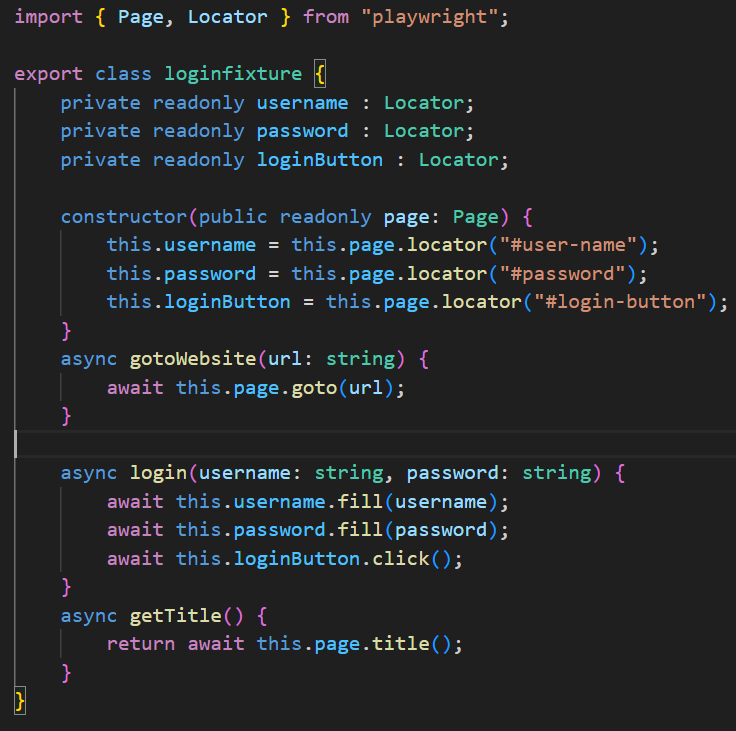 import { Page, Locator } from "playwright";
export class loginfixture {
private readonly username : Locator;
private readonly password : Locator;
private readonly loginButton : Locator;
constructor(public readonly page: Page) {
this.username = this.page.locator("#user-name");
this.password = this.page.locator("#password");
this.loginButton = this.page.locator("#login-button");
}
async gotoWebsite(url: string) {
await this.page.goto(url);
}
async login(username: string, password: string) {
await this.username.fill(username);
await this.password.fill(password);
await this.loginButton.click();
}
async getTitle() {
return await this.page.title();
}
}